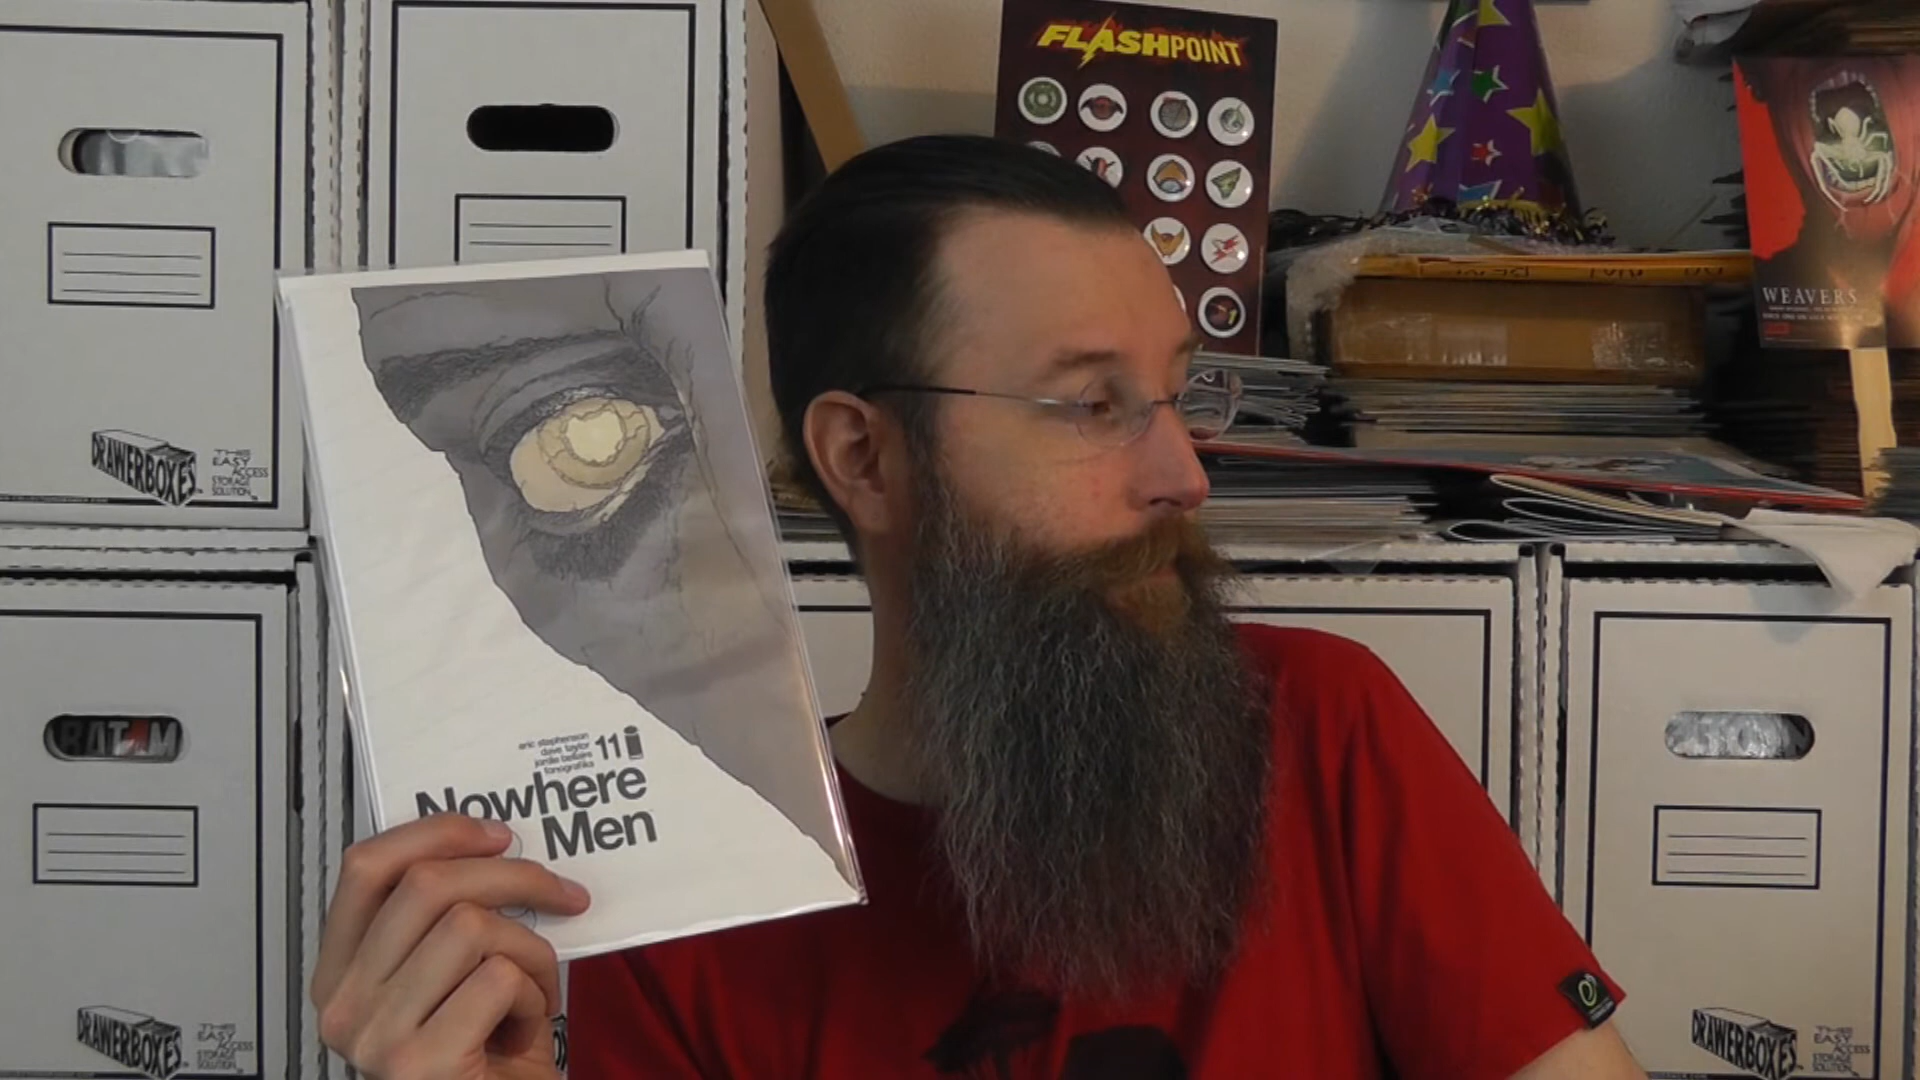 FLASHPOINT
WEAVERS
DRAWERBOXES
THE
EASY
ACCESS
STORAGE
SOLUTION
eric stephenson
dave taylor
jordie bellaire
fonografiks
11
i
Nowhere
Men
BAT
DRAWERBOXES
THE
EASY
ACCESS
STORAGE
SOLUTION
DRAWERBOXES
THE
EASY
ACCESS
STORAGE
SOLUTION